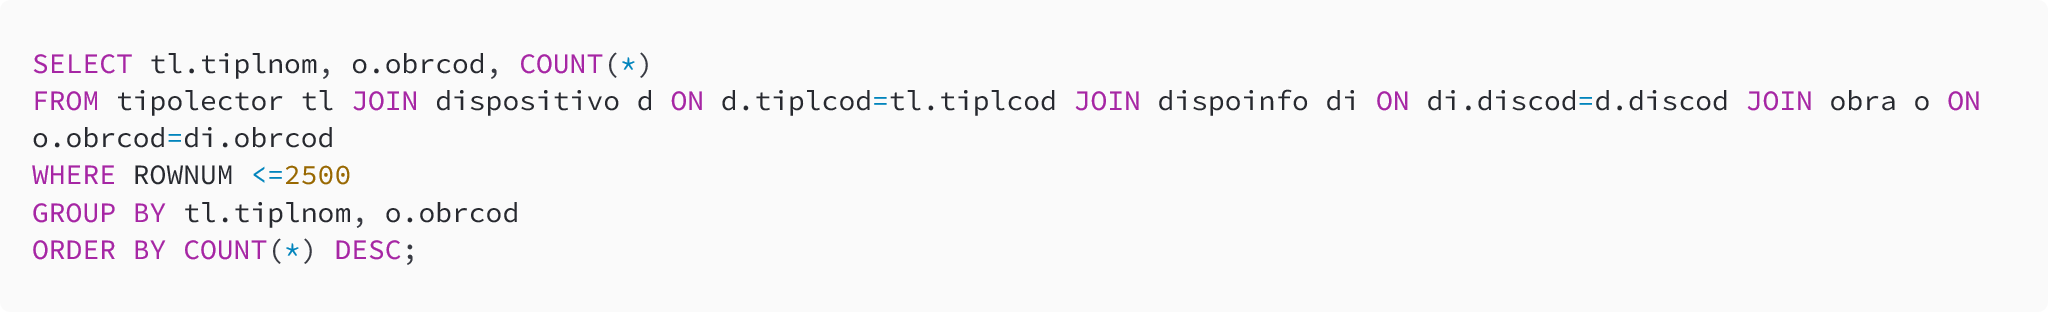 SELECT tl.tiplnom, o.obrcod, COUNT(*)
FROM tipolector tl JOIN dispositivo d ON d.tiplcod=tl.tiplcod JOIN dispoinfo di ON di.discod=d.discod JOIN obra o ON
o.obrcod=di.obrcod
WHERE ROWNUM <=2500
GROUP BY tl.tiplnom, o.obrcod
ORDER BY COUNT(*) DESC;